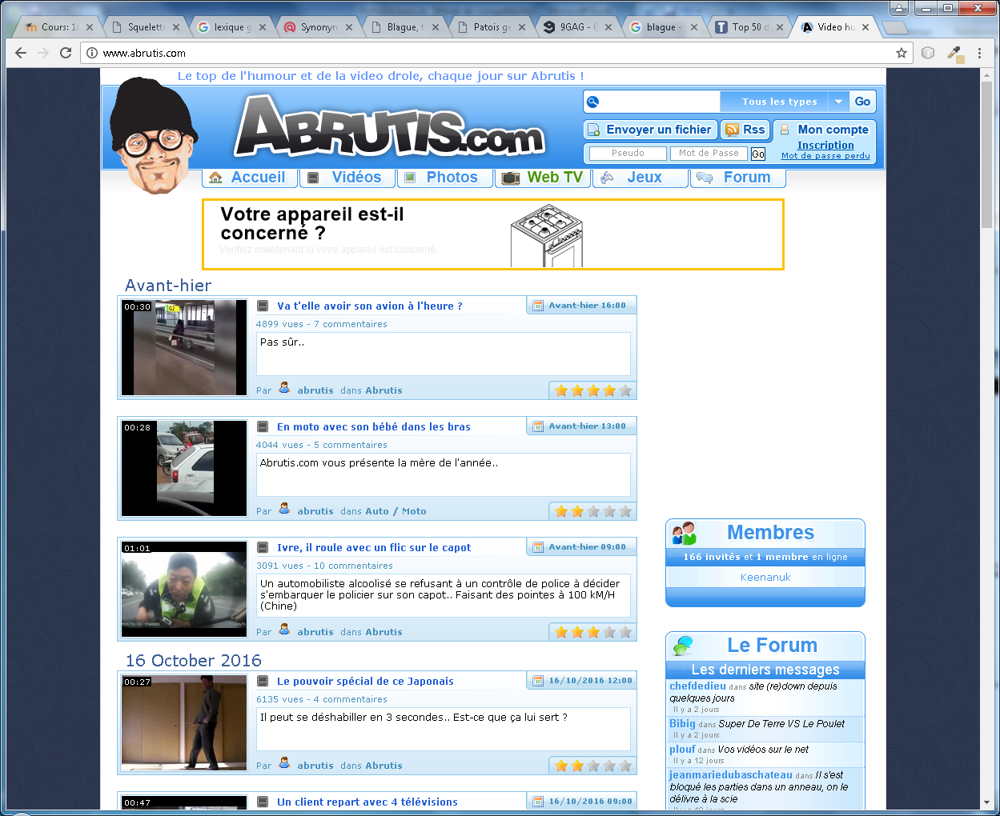 Cours: 16
Squelette
lexique g
Synonym
Blague, t
Patois ge
9GAG - G
blague -
Top 50 d
Video hu
www.abrutis.com
Le top de l'humour et de la video drole, chaque jour sur Abrutis !
ABRUTIS.com
Tous les types
Go
Envoyer un fichier
Rss
Mon compte
Pseudo
Mot de Passe
Go
Inscription
Mot de passe perdu
Accueil
Vidéos
Photos
Web TV
Jeux
Forum
Votre appareil est-il
concerné ?
Vérifiez maintenant si votre appareil est concerné.
Avant-hier
00:30
G2
Va t'elle avoir son avion à l'heure ?
Avant-hier 16:00
4899 vues - 7 commentaires
Pas sûr..
Par abrutis dans Abrutis
00:28
En moto avec son bébé dans les bras
Avant-hier 13:00
4044 vues - 5 commentaires
Abrutis.com vous présente la mère de l'année..
Par abrutis dans Auto / Moto
01:01
Ivre, il roule avec un flic sur le capot
Avant-hier 09:00
3091 vues - 10 commentaires
Un automobiliste alcoolisé se refusant à un contrôle de police à décider
s'embarquer le policier sur son capot.. Faisant des pointes à 100 kM/H
(Chine)
Par abrutis dans Abrutis
16 October 2016
00:27
Le pouvoir spécial de ce Japonais
16/10/2016 12:00
6135 vues - 4 commentaires
Il peut se déshabiller en 3 secondes.. Est-ce que ça lui sert ?
Par abrutis dans Abrutis
00:47
Un client repart avec 4 télévisions
16/10/2016 09:00
Membres
166 invités et 1 membre en ligne
Keenanuk
Le Forum
Les derniers messages
chefdedieu dans site (re)down depuis
quelques jours
Il y a 2 jours
Bibig dans Super De Terre VS Le Poulet
Il y a 2 jours
plouf dans Vos vidéos sur le net
Il y a 12 jours
jeanmariedubaschateau dans Il s'est
bloqué les parties dans un anneau, on le
délivre à la scie